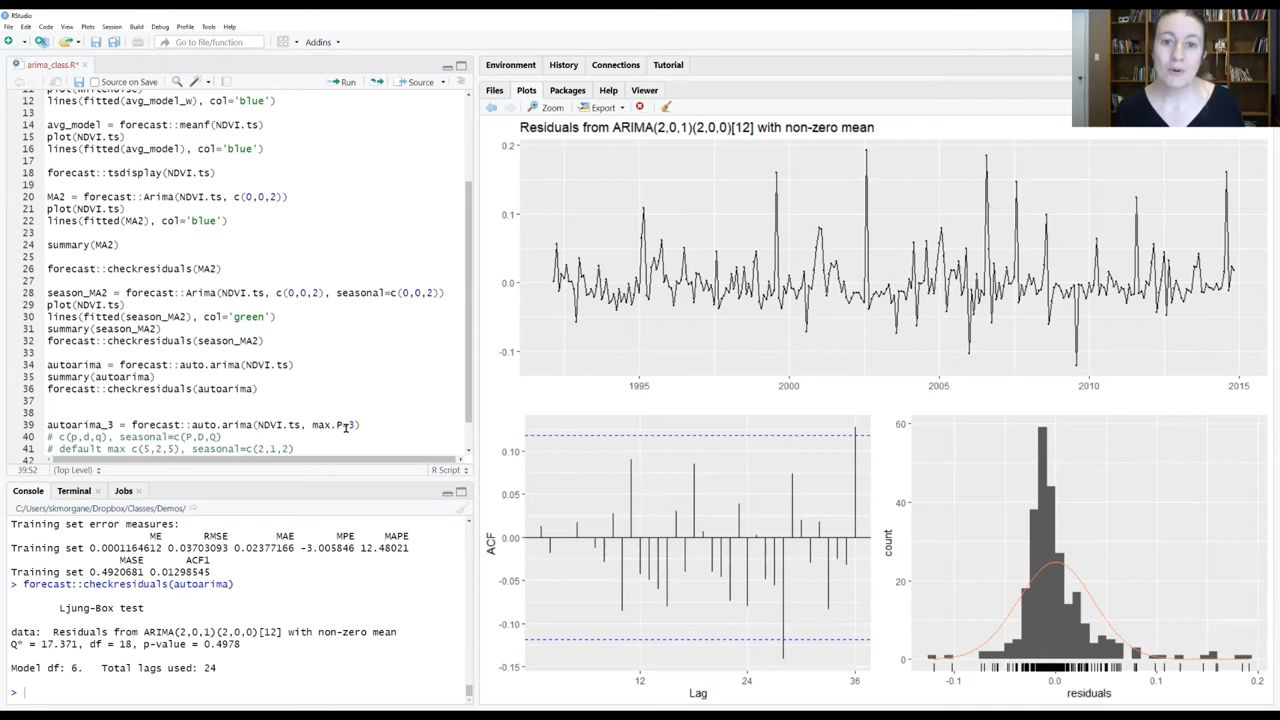 RStudio
File Edit Code View Plots Session Build Debug Profile Tools Help
Go to file/function Addins
arima_class.R* ×
Source on Save Run Source
12 lines(fitted(avg_model_w), col='blue')
13
14 avg_model = forecast::meanf(NDVI.ts)
15 plot(NDVI.ts)
16 lines(fitted(avg_model), col='blue')
17
18 forecast::tsdisplay(NDVI.ts)
19
20 MA2 = forecast::Arima(NDVI.ts, c(0,0,2))
21 plot(NDVI.ts)
22 lines(fitted(MA2), col='blue')
23
24 summary(MA2)
25
26 forecast::checkresiduals(MA2)
27
28 season_MA2 = forecast::Arima(NDVI.ts, c(0,0,2), seasonal=c(0,0,2))
29 plot(NDVI.ts)
30 lines(fitted(season_MA2), col='green')
31 summary(season_MA2)
32 forecast::checkresiduals(season_MA2)
33
34 autoarima = forecast::auto.arima(NDVI.ts)
35 summary(autoarima)
36 forecast::checkresiduals(autoarima)
37
38
39 autoarima_3 = forecast::auto.arima(NDVI.ts, max.P=3)
40 # c(p,d,q), seasonal=c(P,D,Q)
41 # default max c(5,2,5), seasonal=c(2,1,2)
42
39:52 (Top Level) R Script
Console Terminal × Jobs ×
C:/Users/skmorgane/Dropbox/Classes/Demos/
Training set error measures:
ME RMSE MAE MPE MAPE
Training set 0.0001164612 0.03703093 0.02377166 -3.005846 12.48021
MASE ACF1
Training set 0.4920681 0.01298545
> forecast::checkresiduals(autoarima)
Ljung-Box test
data: Residuals from ARIMA(2,0,1)(2,0,0)[12] with non-zero mean
Q* = 17.371, df = 18, p-value = 0.4978
Model df: 6. Total lags used: 24
>
Environment History Connections Tutorial
Files Plots Packages Help Viewer
Zoom Export
Residuals from ARIMA(2,0,1)(2,0,0)[12] with non-zero mean
0.2
0.1
0.0
-0.1
1995 2000 2005 2010 2015
ACF
0.10
0.05
0.00
-0.05
-0.10
-0.15
12 24 36
Lag
count
60
40
20
0
-0.1 0.0 0.1 0.2
residuals